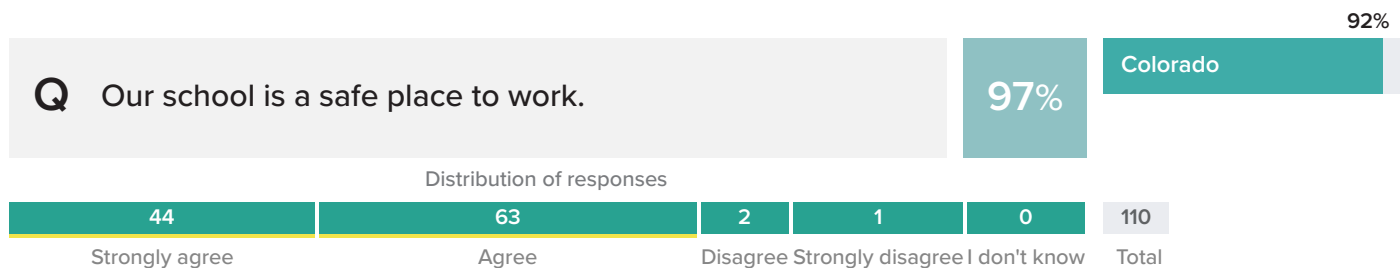 92%
Q Our school is a safe place to work.
97%
Colorado
Distribution of responses
44 63 2 1 0 110
Strongly agree Agree Disagree Strongly disagree I don't know Total